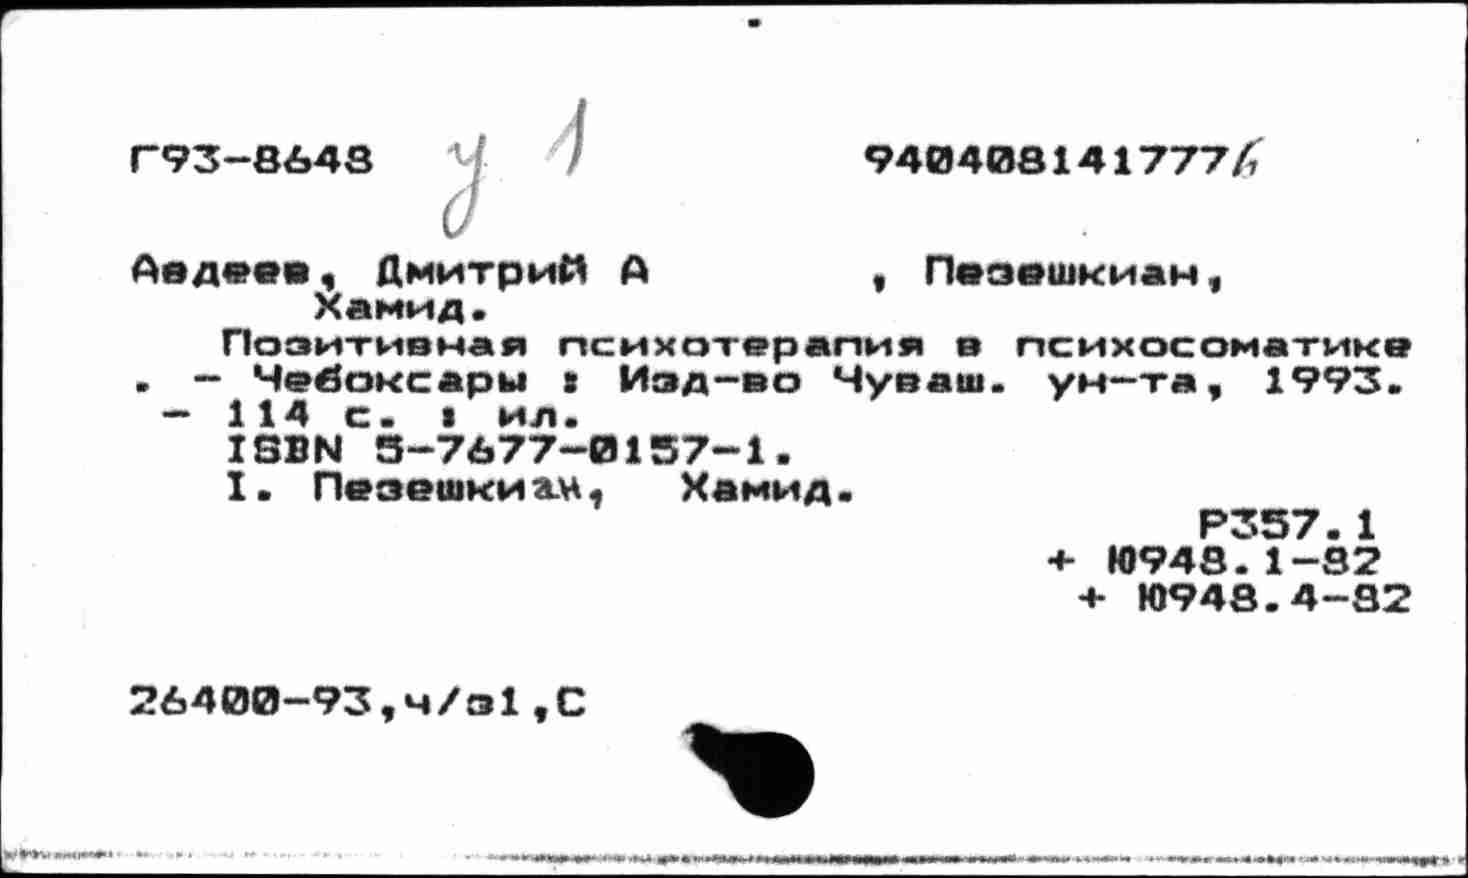 Г93-8648 у 1 9404081417776
Авдеев, Дмитрий А , Пезешкиан,
Хамид.
Позитивная психотерапия в психосоматике
. - Чебоксары : Изд-во Чуваш. ун-та, 1993.
- 114 с. : ил.
ISBN 5-7677-0157-1.
I. Пезешкиан, Хамид.
Р357.1
+ Ю948.1-82
+ Ю948.4-82
26400-93,ч/з1,С